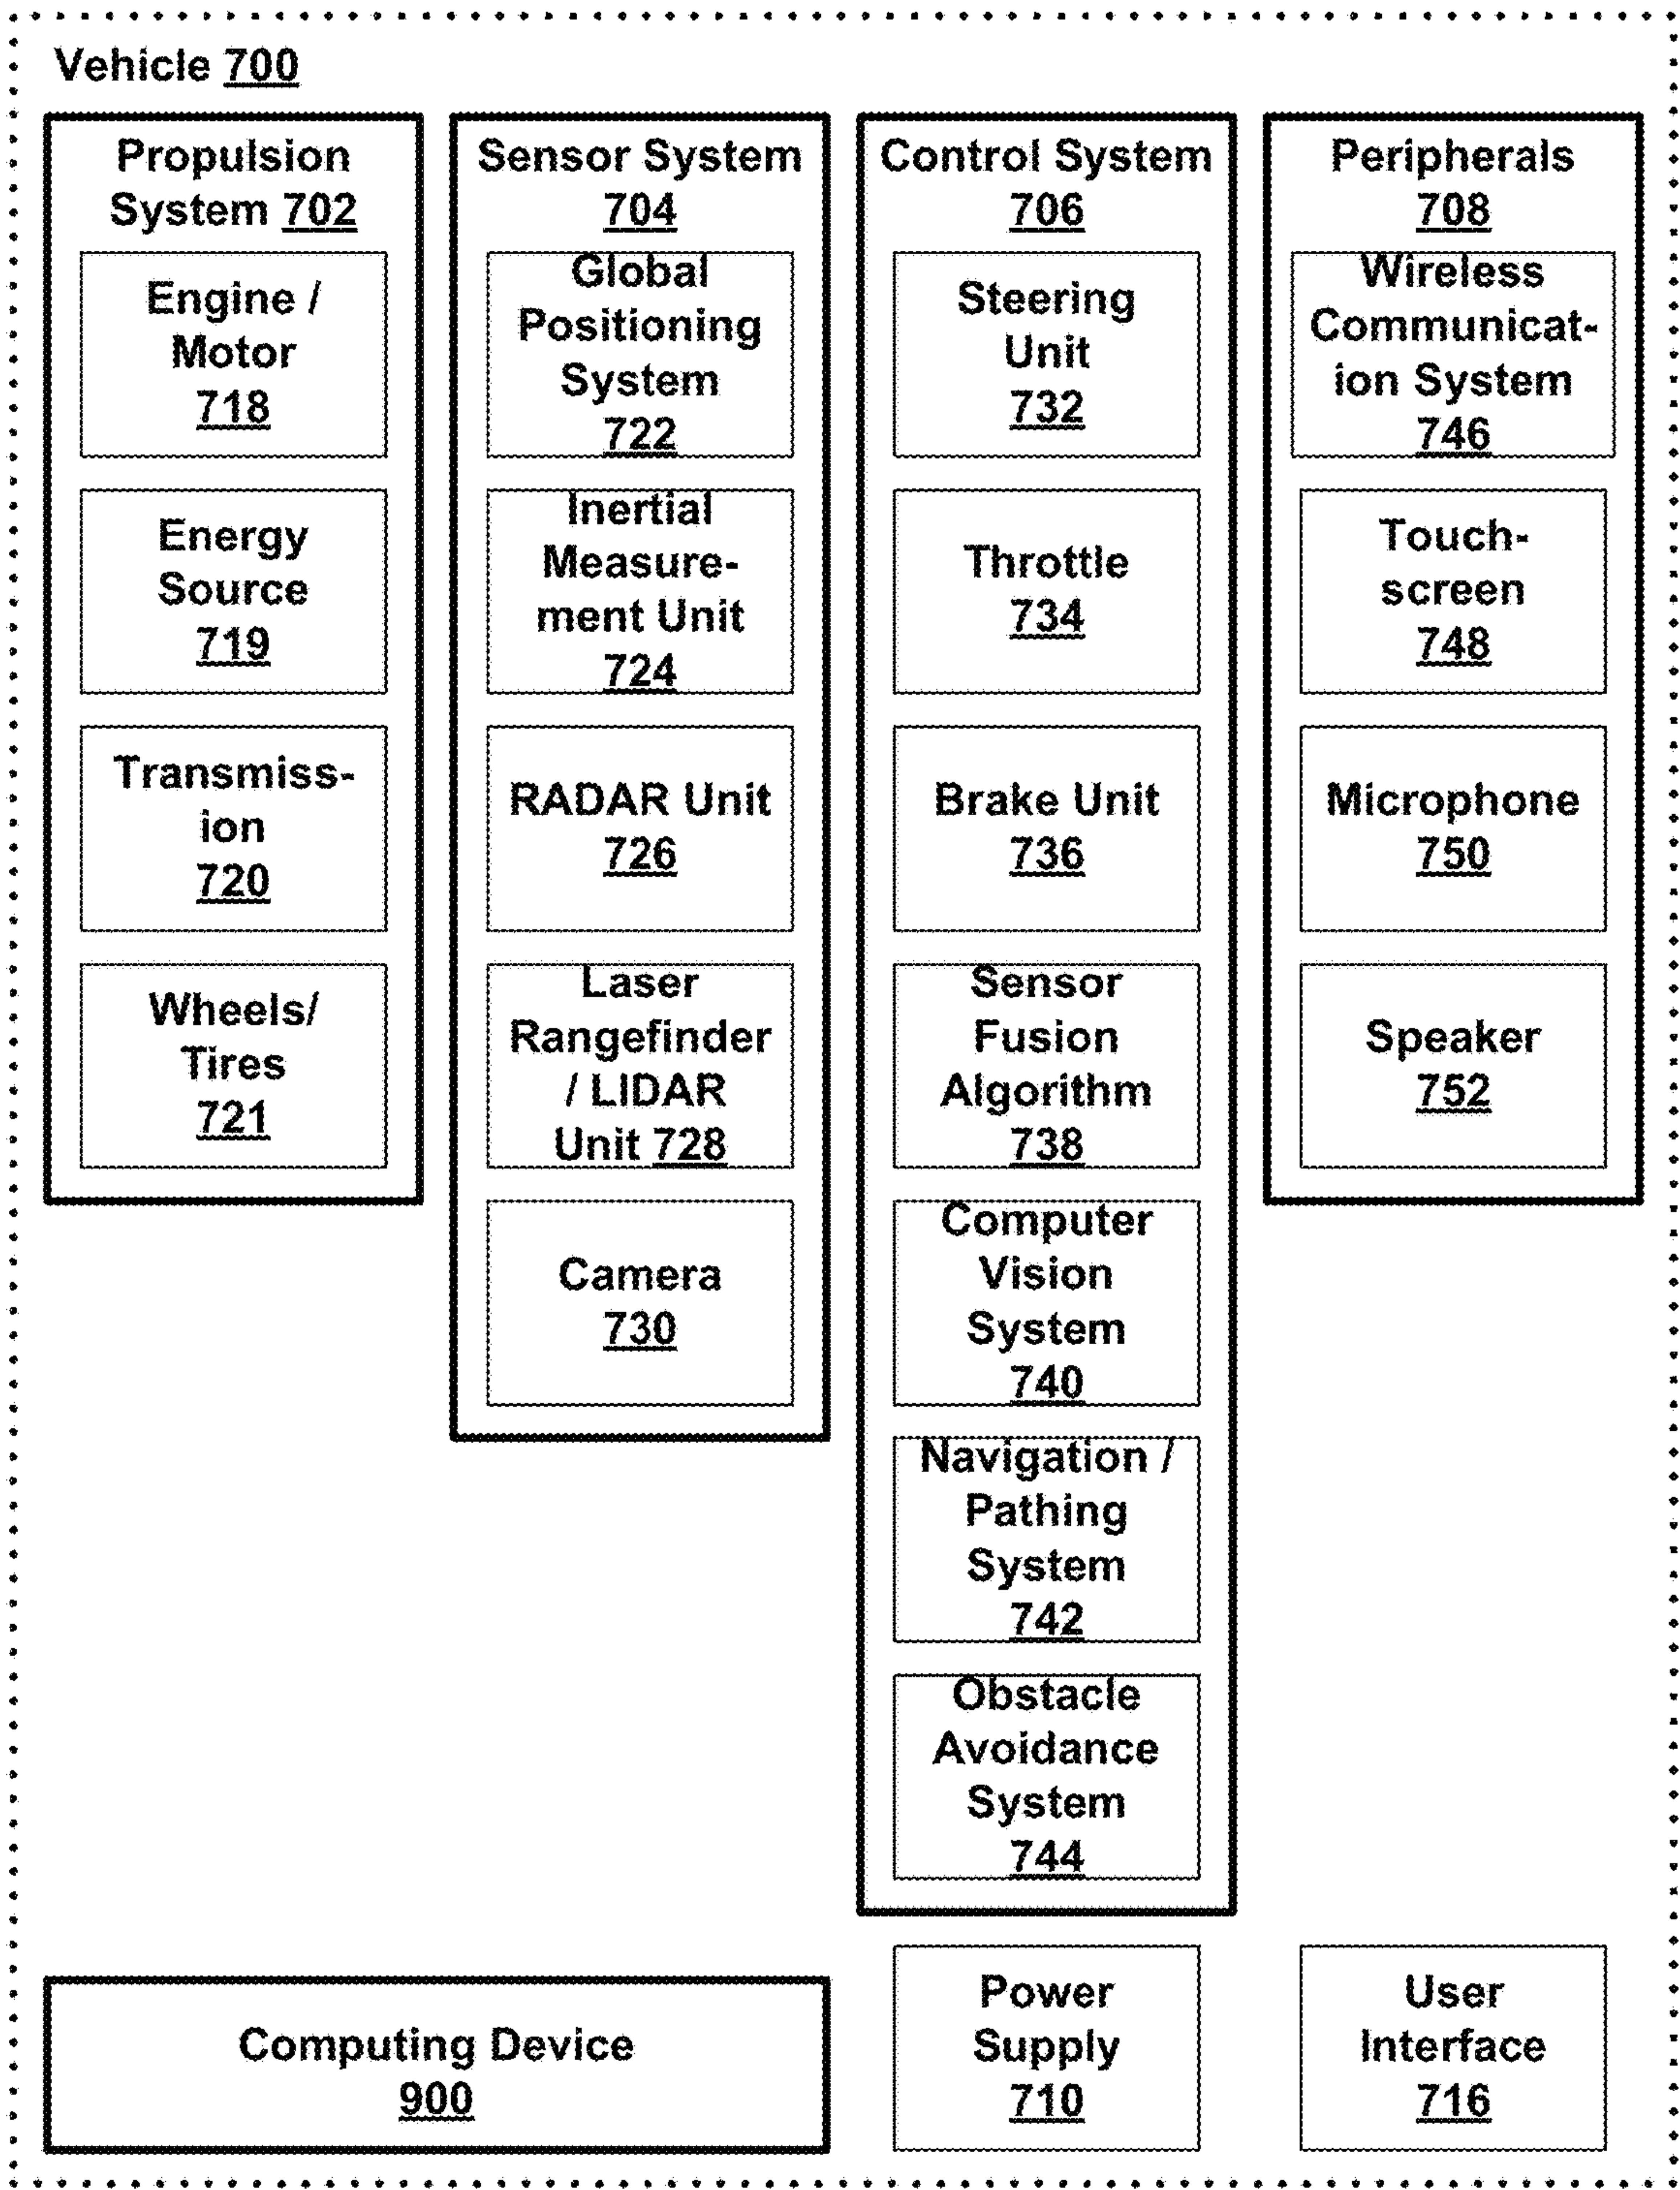 Vehicle 700
Propulsion
System 702
Engine /
Motor
718
Energy
Source
719
Transmiss-
ion
720
Wheels/
Tires
721
Sensor System
704
Global
Positioning
System
722
Inertial
Measure-
ment Unit
724
RADAR Unit
726
Laser
Rangefinder
/ LIDAR
Unit 728
Camera
730
Control System
706
Steering
Unit
732
Throttle
734
Brake Unit
736
Sensor
Fusion
Algorithm
738
Computer
Vision
System
740
Navigation /
Pathing
System
742
Obstacle
Avoidance
System
744
Peripherals
708
Wireless
Communicat-
ion System
746
Touch-
screen
748
Microphone
750
Speaker
752
Computing Device
900
Power
Supply
710
User
Interface
716